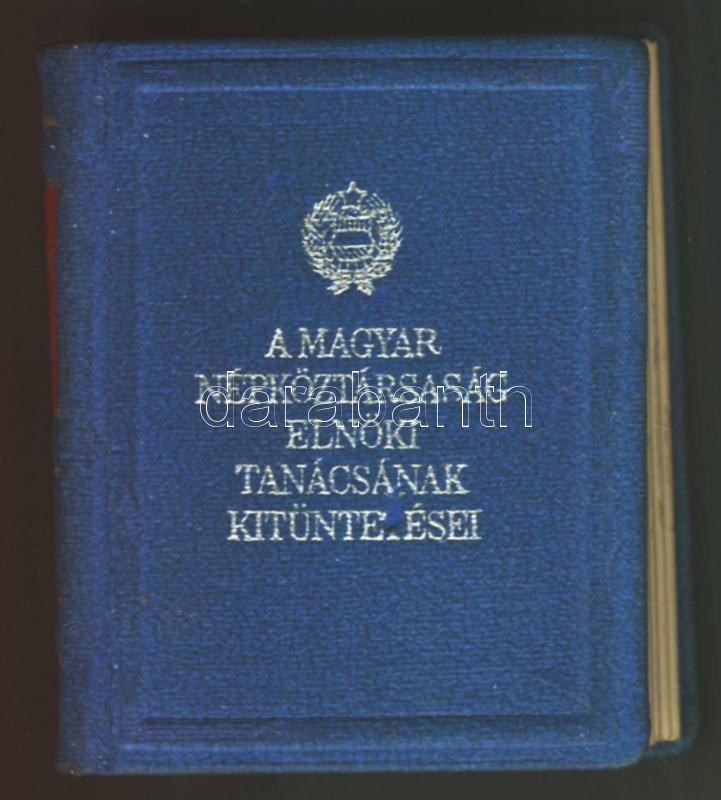 A MAGYAR
NÉPKÖZTÁRSASÁG
darabanth
ELNÖKI
TANÁCSÁNAK
KITÜNTETÉSEI